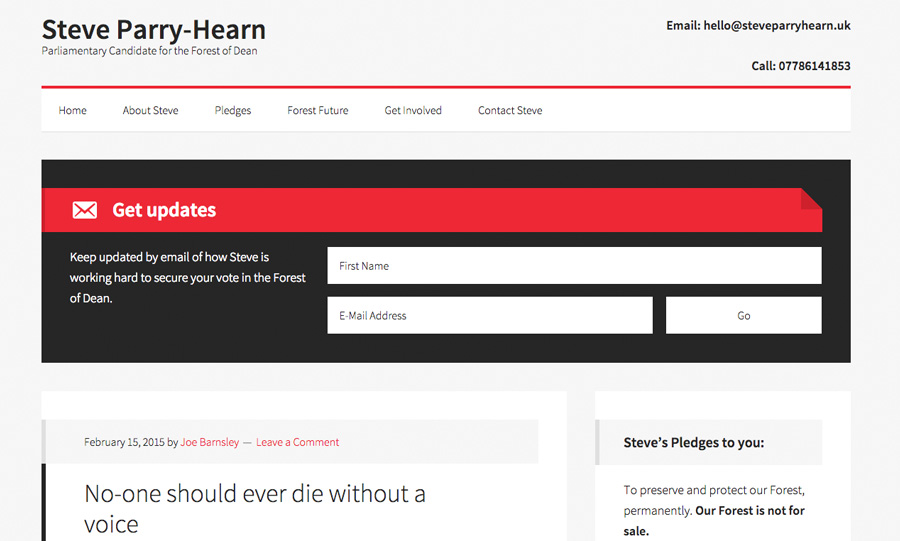 Steve Parry-Hearn
Parliamentary Candidate for the Forest of Dean
Email: hello@steveparryhearn.uk
Call: 07786141853
Home About Steve Pledges Forest Future Get Involved Contact Steve
Get updates
Keep updated by email of how Steve is
working hard to secure your vote in the Forest
of Dean.
First Name
E-Mail Address Go
February 15, 2015 by Joe Barnsley — Leave a Comment
No-one should ever die without a
voice
Steve's Pledges to you:
To preserve and protect our Forest,
permanently. Our Forest is not for
sale.